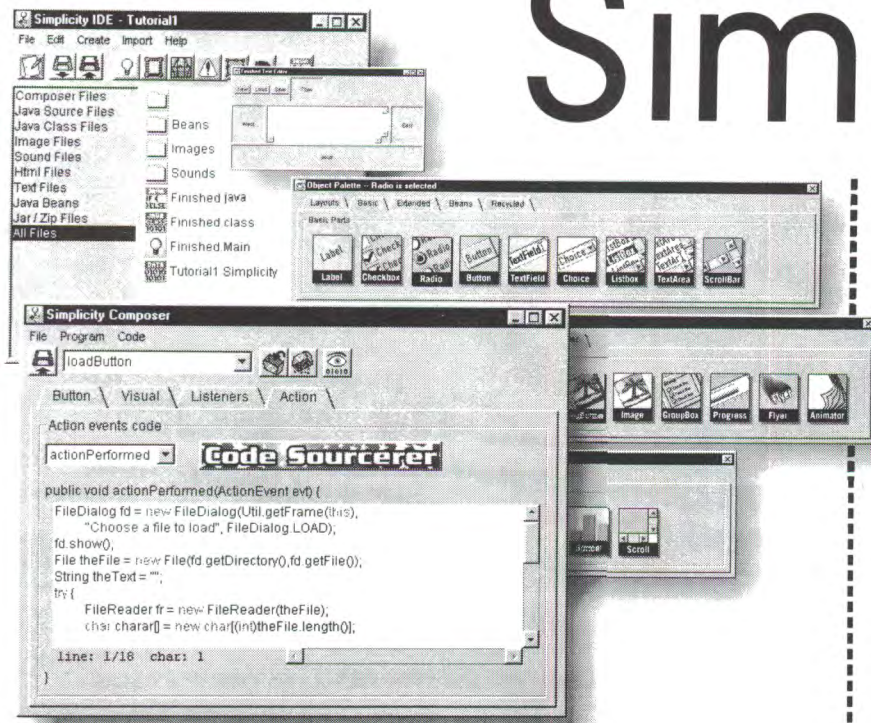 Sim
Simplicity IDE - Tutorial1
File Edit Create Import Help
Composer Files
Java Source Files
Java Class Files
Image Files
Sound Files
Html Files
Text Files
Java Beans
Jar / Zip Files
All Files
Beans
Images
Sounds
Finished.java
Finished.class
Finished.Main
Tutorial1.Simplicity
Finished Text Editor
Object Palette -- Radio is selected
Layouts Basic Extended Beans Recycled
Basic Parts
Label Checkbox Radio Button TextField Choice Listbox TextArea ScrollBar
Image GroupBox Progress Flyer Animator
Scroll
Simplicity Composer
File Program Code
loadButton
Button Visual Listeners Action
Action events code
actionPerformed
Code Sourcerer
public void actionPerformed(ActionEvent evt) {
FileDialog fd = new FileDialog(Util.getFrame(this),
"Choose a file to load", FileDialog.LOAD);
fd.show();
File theFile = new File(fd.getDirectory(),fd.getFile());
String theText = "";
try {
FileReader fr = new FileReader(theFile);
char charar[] = new char[(int)theFile.length()];
line: 1/18 char: 1
}